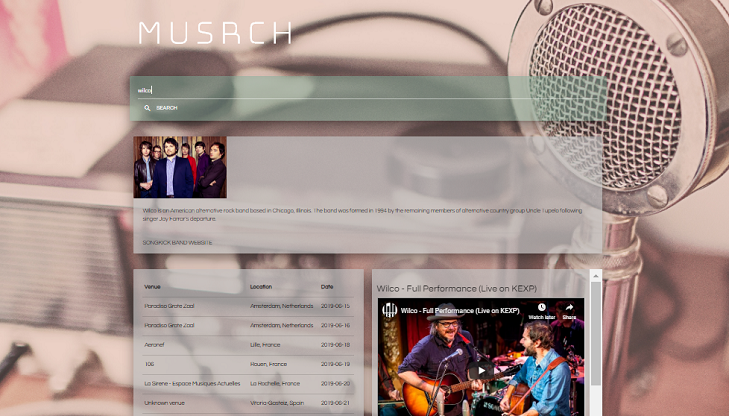 MUSRCH
wilco
SEARCH
Wilco is an American alternative rock band based in Chicago, Illinois. The band was formed in 1994 by the remaining members of alternative country group Uncle Tupelo following
singer Jay Farrar's departure.
SONGKICK BAND WEBSITE
Venue Location Date
Paradiso Grote Zaal Amsterdam, Netherlands 2019-06-15
Paradiso Grote Zaal Amsterdam, Netherlands 2019-06-16
Aeronef Lille, France 2019-06-18
106 Rouen, France 2019-06-19
La Sirene - Espace Musiques Actuelles La Rochelle, France 2019-06-20
Unknown venue Vitoria-Gasteiz, Spain 2019-06-21
Wilco - Full Performance (Live on KEXP)
Wilco - Full Performance (Live on KEXP)
Watch later Share